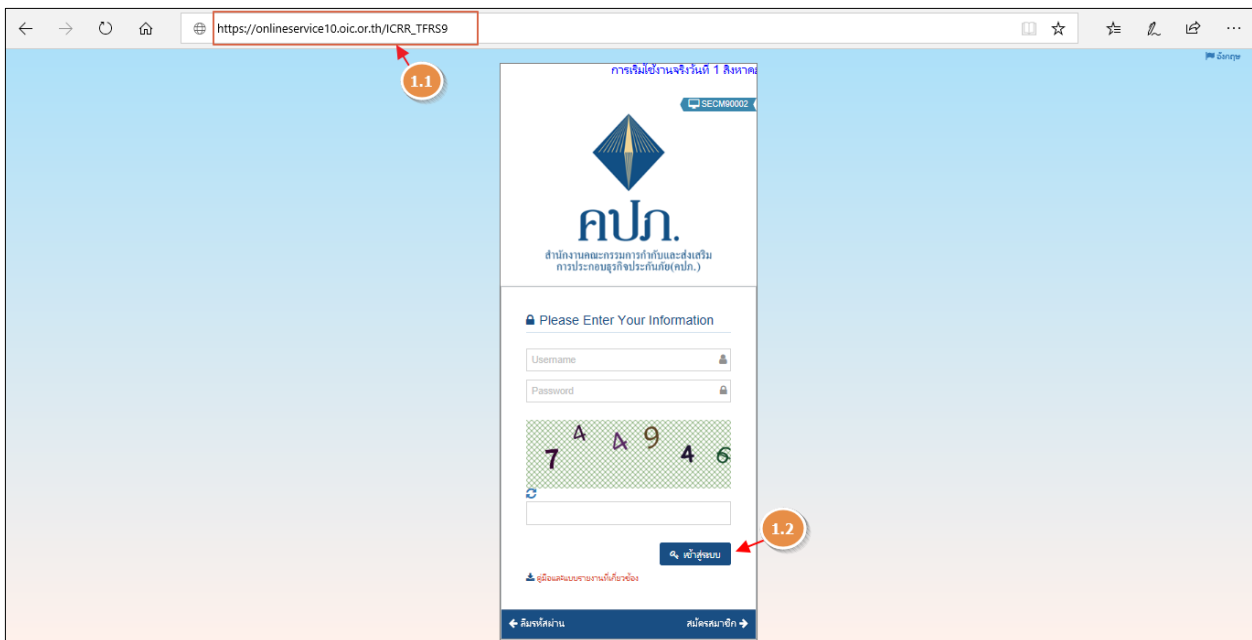 https://onlineservice10.oic.or.th/ICRR_TFRS9
อังกฤษ
1.1
การเริ่มใช้งานจริงวันที่ 1 สิงหาคม
SECM90002
คปภ.
สำนักงานคณะกรรมการกำกับและส่งเสริม
การประกอบธุรกิจประกันภัย(คปภ.)
Please Enter Your Information
Username
Password
7 4 4 9 4 6
1.2
เข้าสู่ระบบ
คู่มือและแบบรายงานที่เกี่ยวข้อง
ลืมรหัสผ่าน
สมัครสมาชิก